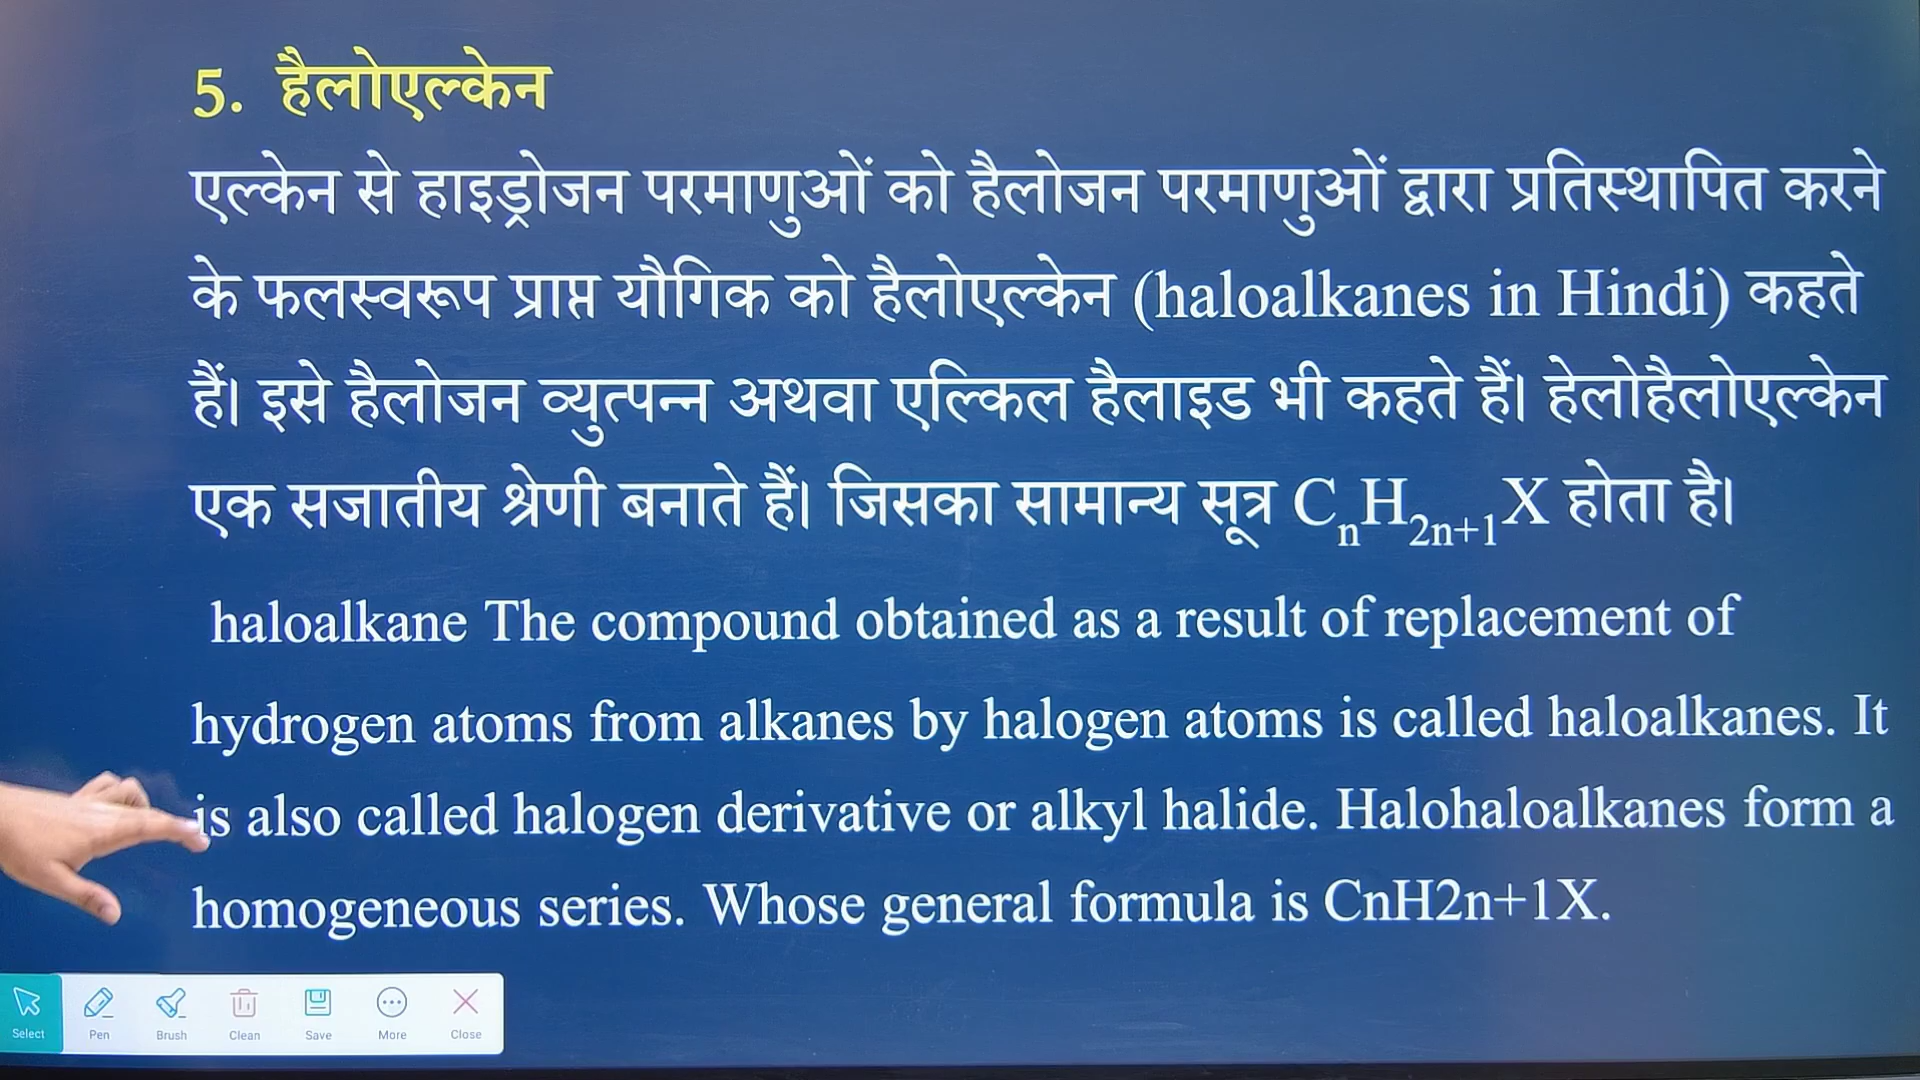 5. हैलोएल्केन
एल्केन से हाइड्रोजन परमाणुओं को हैलोजन परमाणुओं द्वारा प्रतिस्थापित करने
के फलस्वरूप प्राप्त यौगिक को हैलोएल्केन (haloalkanes in Hindi) कहते
हैं। इसे हैलोजन व्युत्पन्न अथवा एल्किल हैलाइड भी कहते हैं। हेलोहैलोएल्केन
एक सजातीय श्रेणी बनाते हैं। जिसका सामान्य सूत्र CₙH₂ₙ₊₁X होता है।
haloalkane The compound obtained as a result of replacement of
hydrogen atoms from alkanes by halogen atoms is called haloalkanes. It
is also called halogen derivative or alkyl halide. Halohaloalkanes form a
homogeneous series. Whose general formula is CnH2n+1X.
Select Pen Brush Clean Save More Close